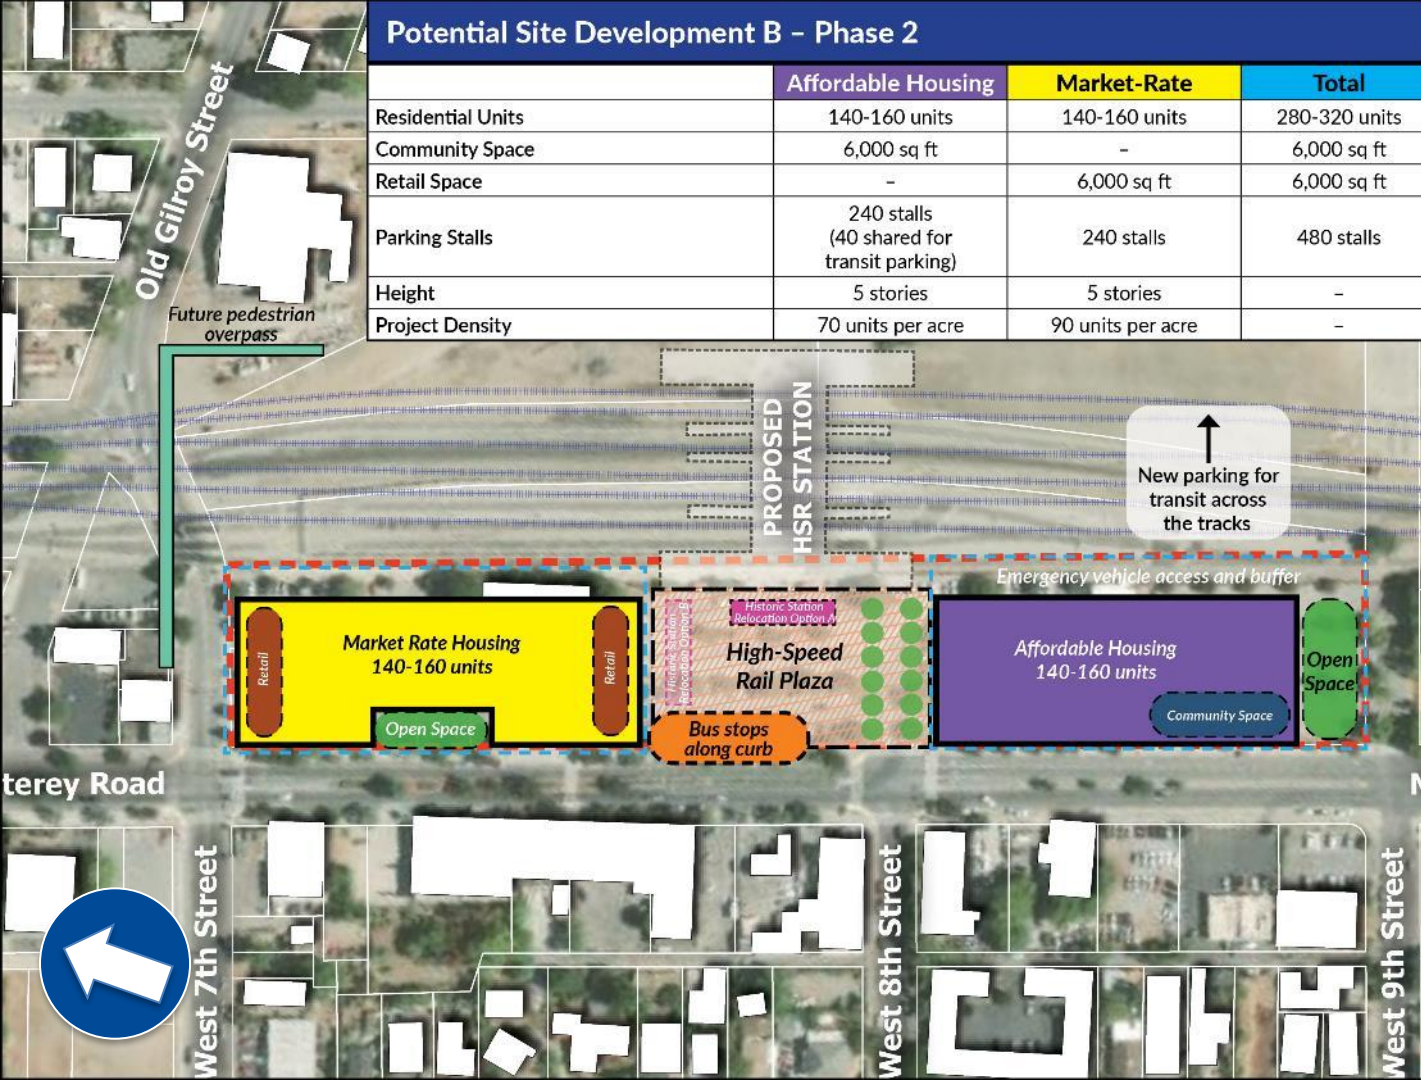 Potential Site Development B – Phase 2
Affordable Housing Market-Rate Total
Residential Units 140-160 units 140-160 units 280-320 units
Community Space 6,000 sq ft – 6,000 sq ft
Retail Space – 6,000 sq ft 6,000 sq ft
Parking Stalls 240 stalls (40 shared for transit parking) 240 stalls 480 stalls
Height 5 stories 5 stories –
Project Density 70 units per acre 90 units per acre –
Old Gilroy Street
Future pedestrian
overpass
PROPOSED
HSR STATION
New parking for
transit across
the tracks
Emergency vehicle access and buffer
Retail
Market Rate Housing
140-160 units
Retail
Open Space
Historic Station
Relocation Option B
Historic Station
Relocation Option A
High-Speed
Rail Plaza
Bus stops
along curb
Affordable Housing
140-160 units
Community Space
Open
Space
terey Road
N
West 7th Street
West 8th Street
West 9th Street